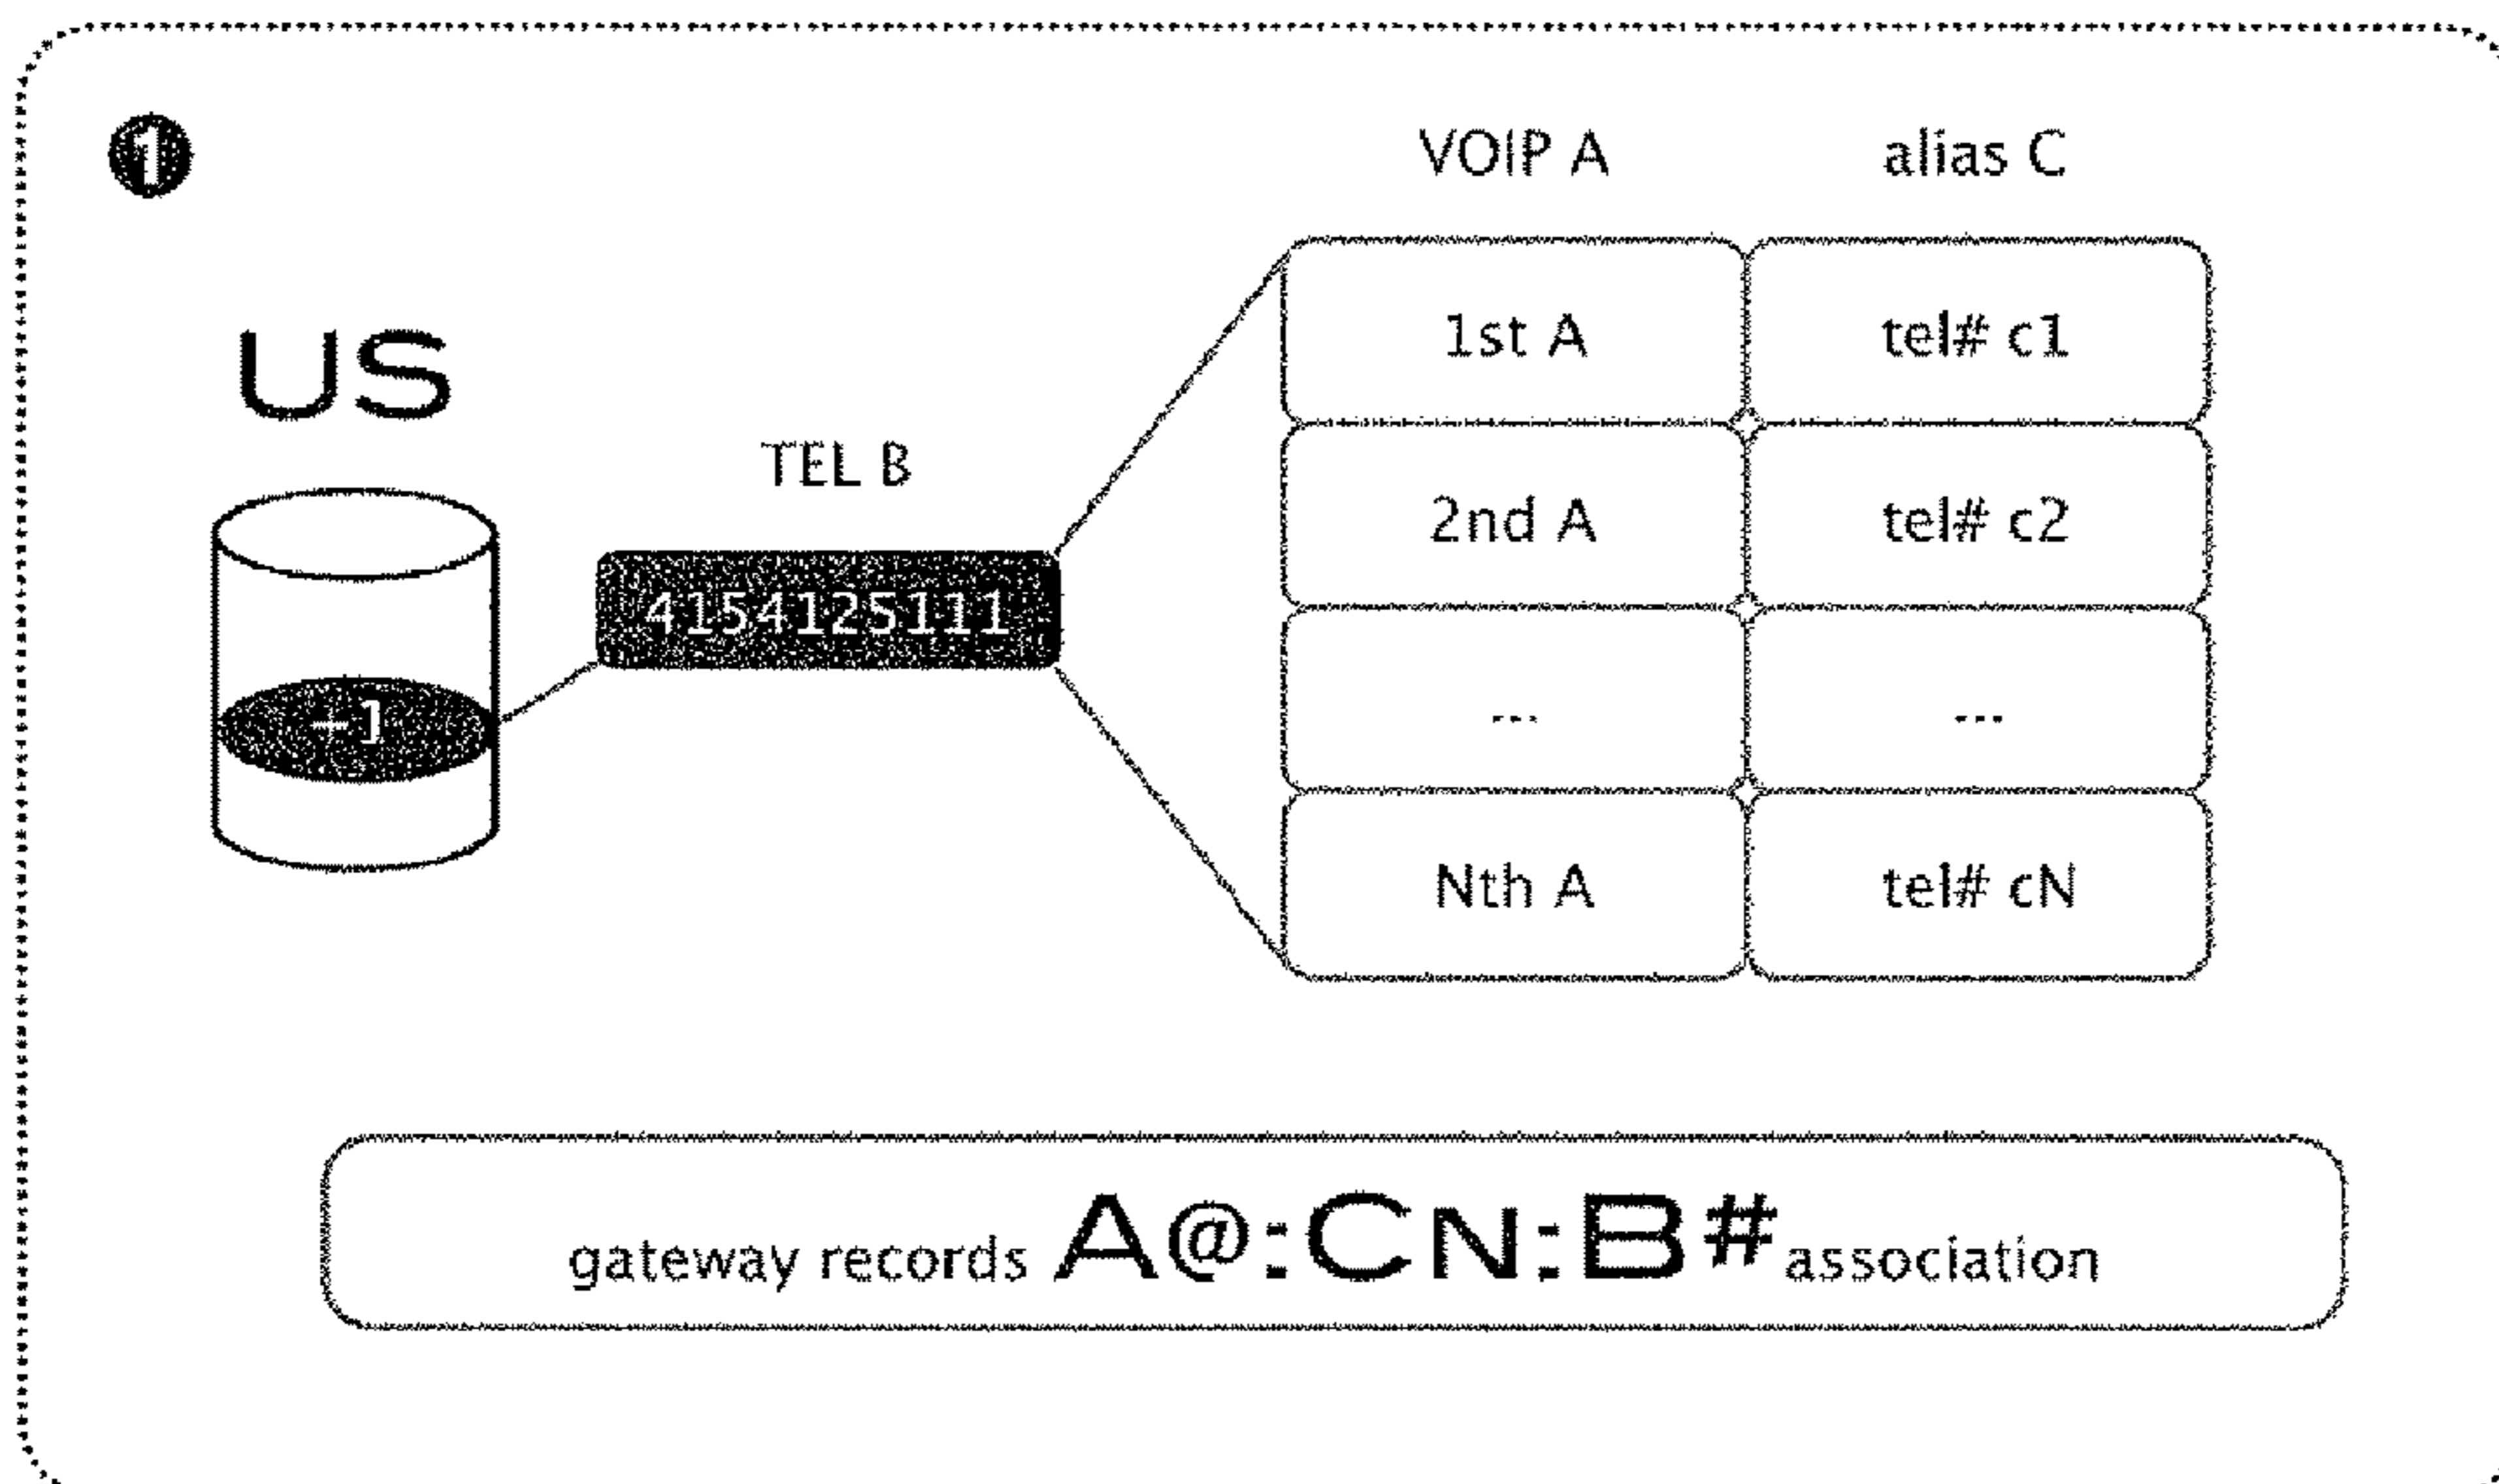 1
VOIP A alias C
US
1st A tel# c1
TEL B
2nd A tel# c2
4154125111
+1
... ...
Nth A tel# cN
gateway records A@:CN:B# association